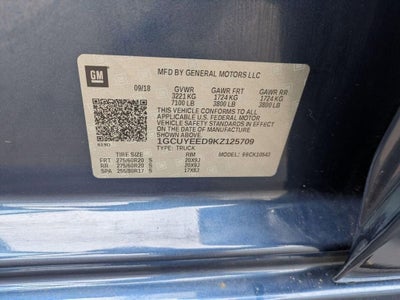 GM
MFD BY GENERAL MOTORS LLC
09/18 GVWR GAWR FRT GAWR RR
3221 KG 1724 KG 1724 KG
7100 LB 3800 LB 3800 LB
THIS VEHICLE CONFORMS TO ALL
APPLICABLE U.S. FEDERAL MOTOR
VEHICLE SAFETY STANDARDS IN EFFECT ON
THE DATE OF MANUFACTURE SHOWN ABOVE.
1GCUYEED9KZ125709
TYPE: TRUCK
TIRE SIZE RIM
FRT 275/60R20 S 20X9J
RR 275/60R20 S 20X9J
SPA 255/80R17 S 17X8J